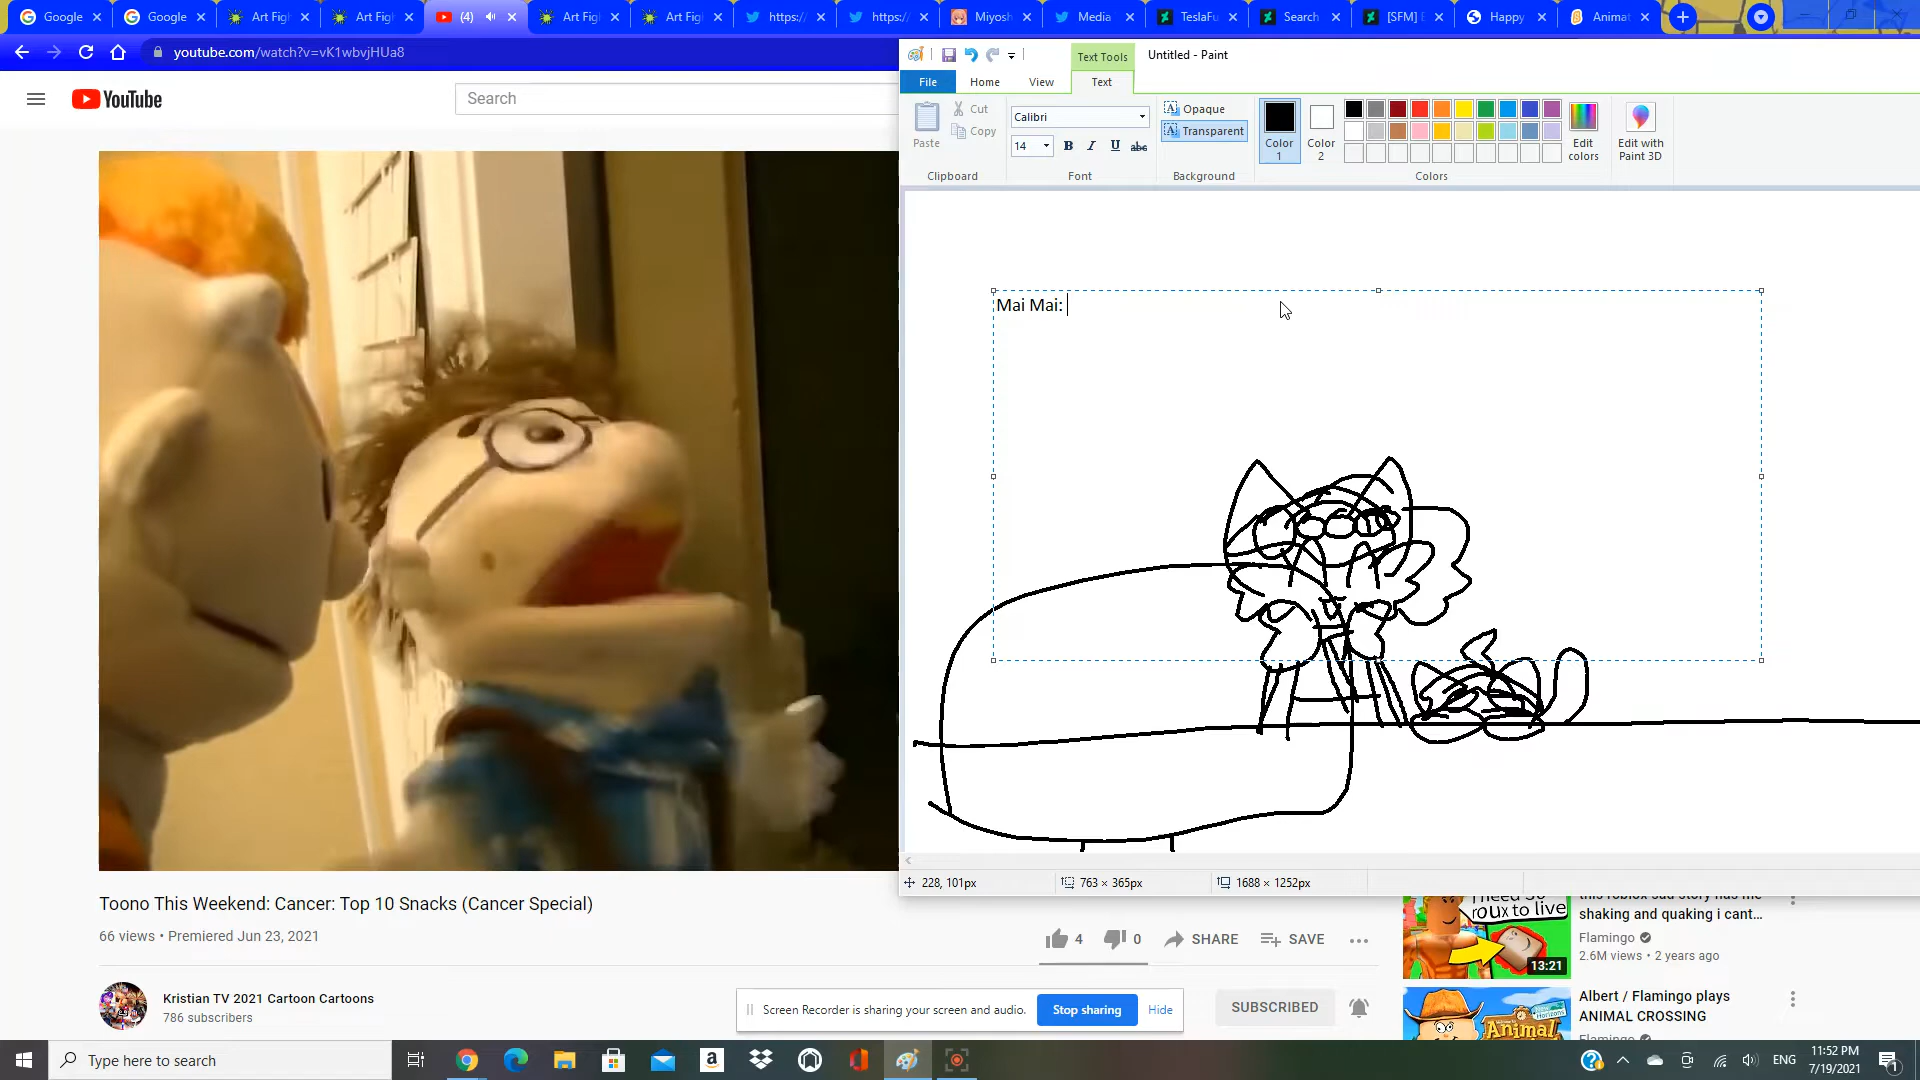 Google
Google
Art Figh
Art Figh
(4)
Art Figh
Art Figh
https:/
https:/
Miyosh
Media
TeslaFu
Search
[SFM] E
Happy
Animat
youtube.com/watch?v=vK1wbvjHUa8
Text Tools
Untitled - Paint
File
Home
View
Text
YouTube
Search
Paste
Cut
Copy
Calibri
14
B
I
U
abc
Opaque
Transparent
Color
1
Color
2
Edit
colors
Edit with
Paint 3D
Clipboard
Font
Background
Colors
Mai Mai:
228, 101px
763 × 365px
1688 × 1252px
Toono This Weekend: Cancer: Top 10 Snacks (Cancer Special)
66 views • Premiered Jun 23, 2021
4
0
SHARE
SAVE
Kristian TV 2021 Cartoon Cartoons
786 subscribers
SUBSCRIBED
Screen Recorder is sharing your screen and audio.
Stop sharing
Hide
roux to live
13:21
shaking and quaking i cant...
Flamingo
2.6M views • 2 years ago
Albert / Flamingo plays
ANIMAL CROSSING
Animal
Type here to search
ENG
11:52 PM
7/19/2021
1